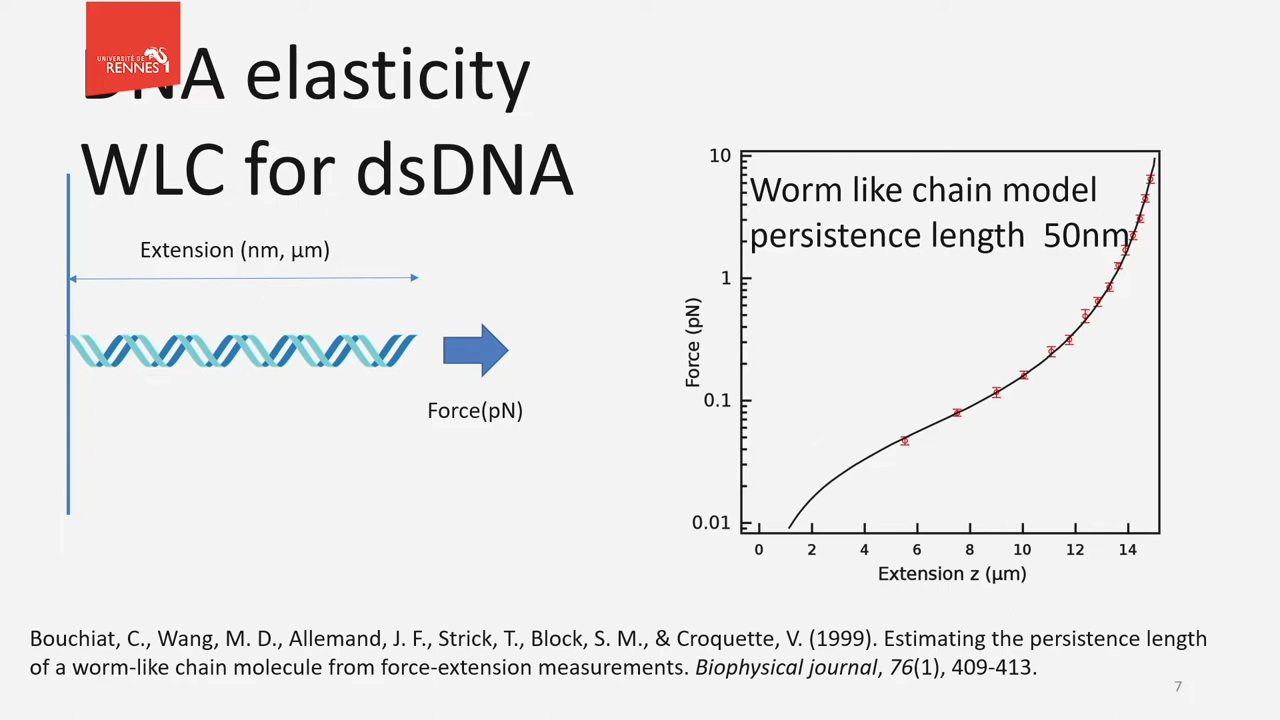 UNIVERSITÉ DE
RENNES 1
DNA elasticity
WLC for dsDNA
Extension (nm, μm)
Force(pN)
Worm like chain model
persistence length 50nm
10
1
0.1
0.01
Force (pN)
0 2 4 6 8 10 12 14
Extension z (μm)
Bouchiat, C., Wang, M. D., Allemand, J. F., Strick, T., Block, S. M., & Croquette, V. (1999). Estimating the persistence length
of a worm-like chain molecule from force-extension measurements. Biophysical journal, 76(1), 409-413.
7